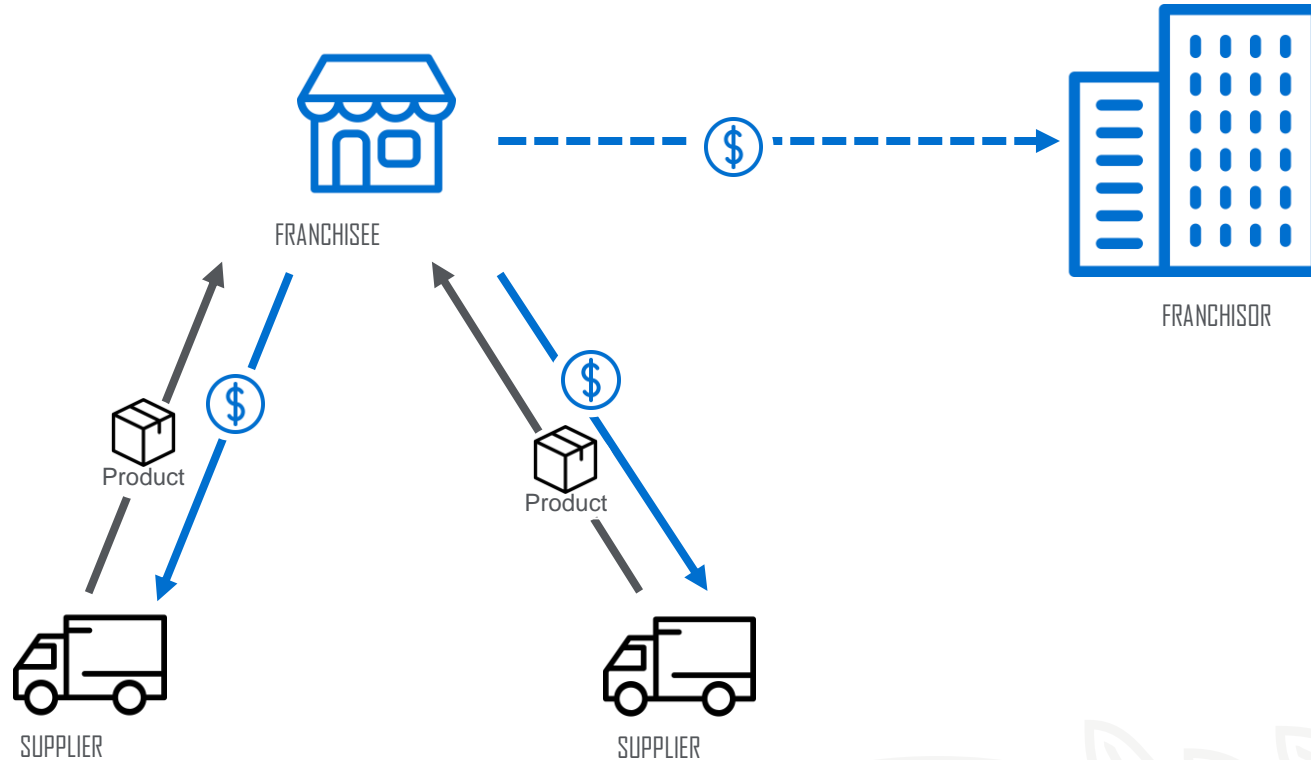 $
FRANCHISEE
FRANCHISOR
$
$
Product
Product
SUPPLIER
SUPPLIER